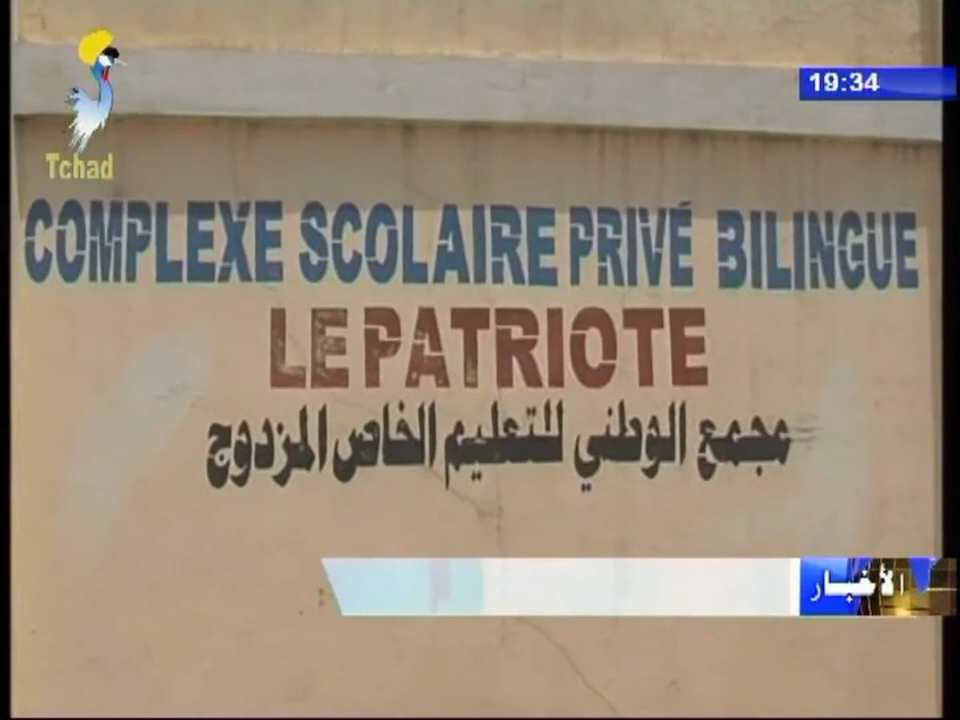 Tchad
19:34
COMPLEXE SCOLAIRE PRIVÉ BILINGUE
LE PATRIOTE
مجمع الوطني للتعليم الخاص المزدوج
الأخبار